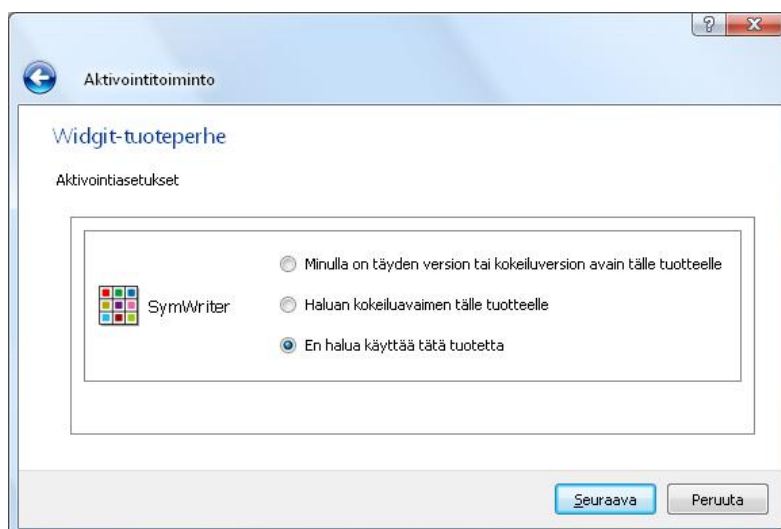 Aktivointitoiminto
Widgit-tuoteperhe
Aktivointiasetukset
Minulla on täyden version tai kokeiluversion avain tälle tuotteelle
SymWriter
Haluan kokeiluavaimen tälle tuotteelle
En halua käyttää tätä tuotetta
Seuraava
Peruuta